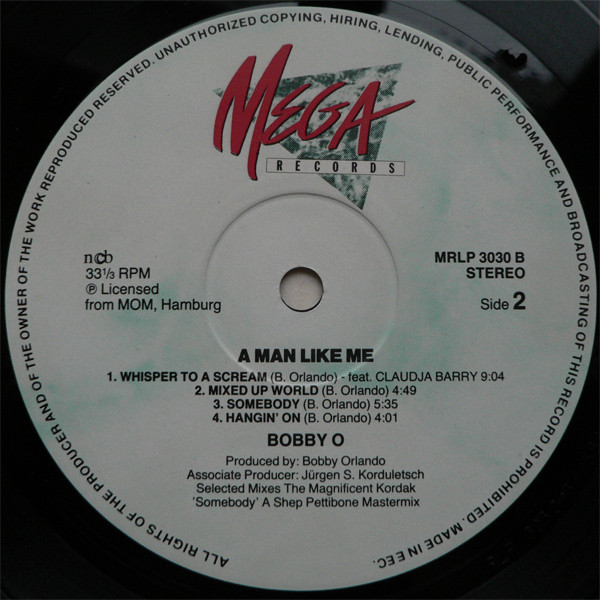 ALL RIGHTS OF THE PRODUCER AND OF THE OWNER OF THE WORK REPRODUCED RESERVED. UNAUTHORIZED COPYING, HIRING, LENDING, PUBLIC PERFORMANCE AND BROADCASTING OF THIS RECORD IS PROHIBITED. MADE IN EEC.
MEGA
RECORDS
ncb
33 1/3 RPM
℗ Licensed
from MOM, Hamburg
MRLP 3030 B
STEREO
Side 2
A MAN LIKE ME
1. WHISPER TO A SCREAM (B. Orlando) - feat. CLAUDJA BARRY 9:04
2. MIXED UP WORLD (B. Orlando) 4:49
3. SOMEBODY (B. Orlando) 5:35
4. HANGIN' ON (B. Orlando) 4:01
BOBBY O
Produced by: Bobby Orlando
Associate Producer: Jürgen S. Korduletsch
Selected Mixes The Magnificent Kordak
'Somebody' A Shep Pettibone Mastermix